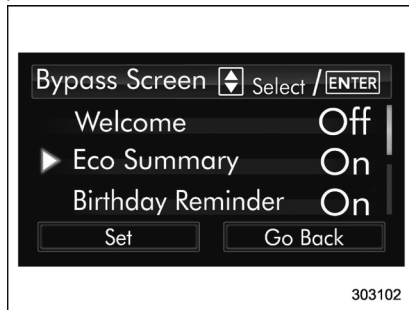 Bypass Screen Select / ENTER
Welcome Off
Eco Summary On
Birthday Reminder On
Set Go Back
303102